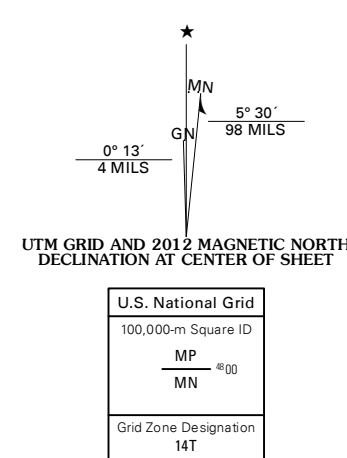 ★
MN
GN
5° 30´
98 MILS
0° 13´
4 MILS
UTM GRID AND 2012 MAGNETIC NORTH
DECLINATION AT CENTER OF SHEET
U.S. National Grid
100,000-m Square ID
MP
4800
MN
Grid Zone Designation
14T